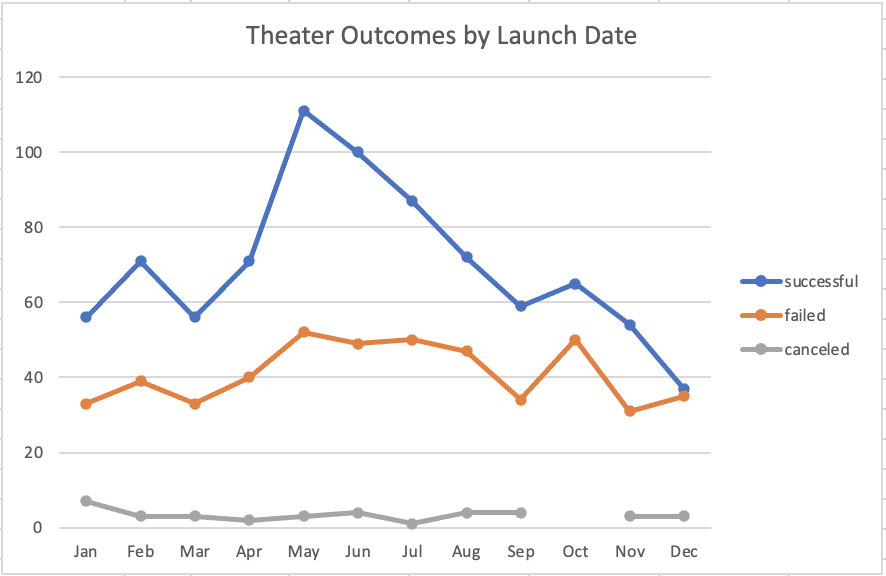 Theater Outcomes by Launch Date
120
100
80
60
40
20
0
Jan Feb Mar Apr May Jun Jul Aug Sep Oct Nov Dec
successful
failed
canceled